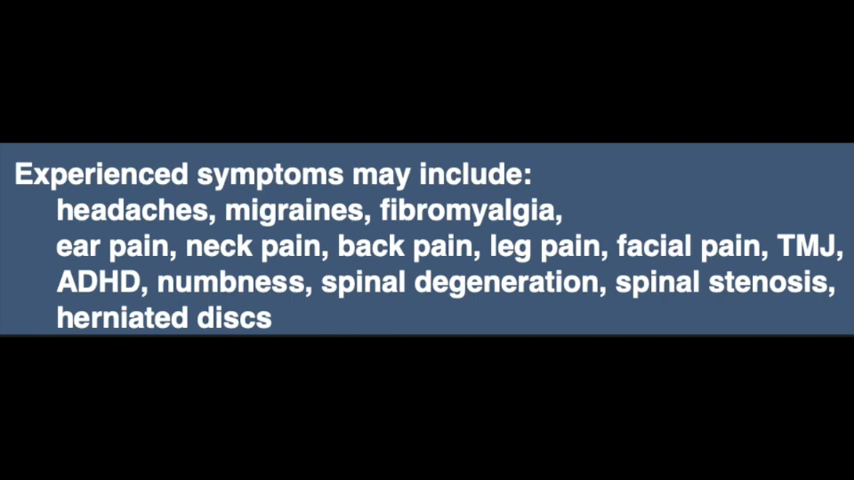 Experienced symptoms may include:
headaches, migraines, fibromyalgia,
ear pain, neck pain, back pain, leg pain, facial pain, TMJ,
ADHD, numbness, spinal degeneration, spinal stenosis,
herniated discs